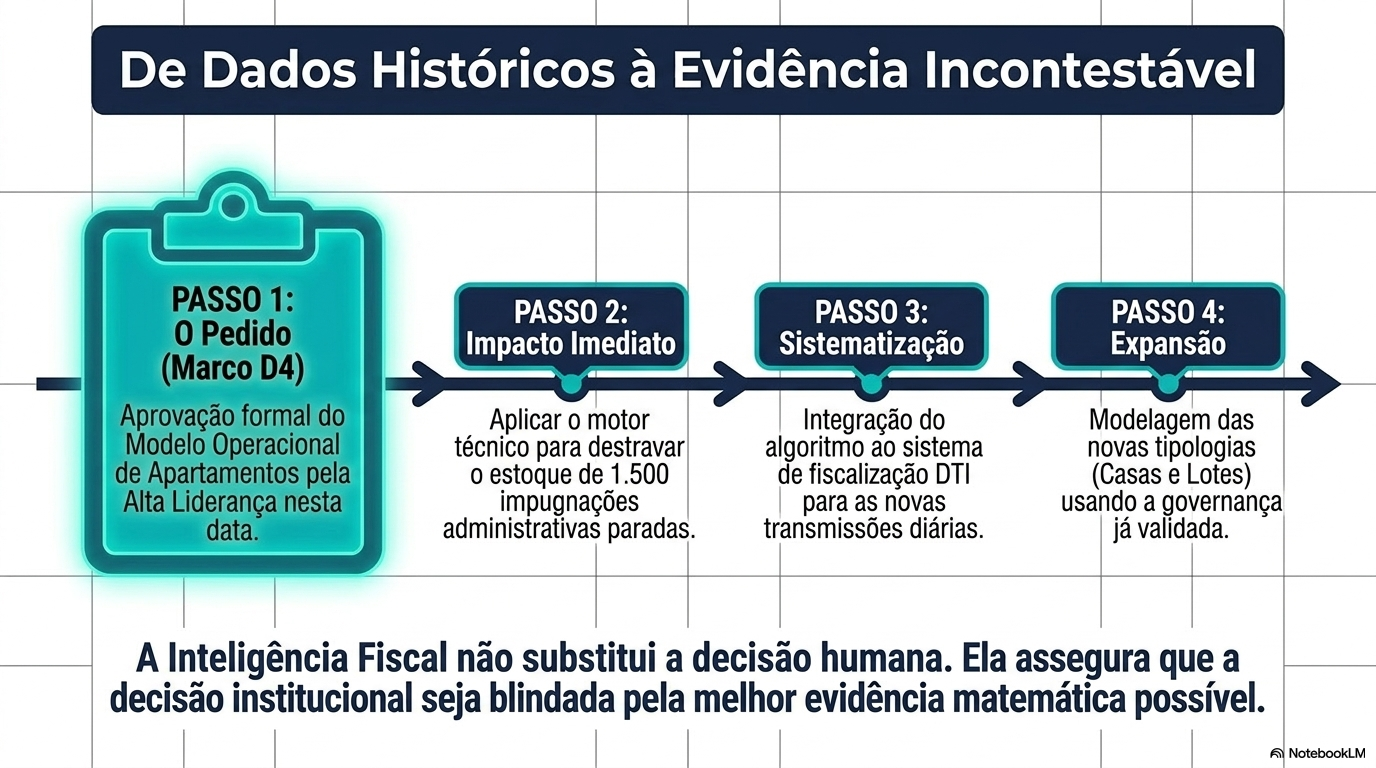 De Dados Históricos à Evidência Incontestável
PASSO 1:
O Pedido
(Marco D4)
Aprovação formal do
Modelo Operacional
de Apartamentos pela
Alta Liderança nesta
data.
PASSO 2:
Impacto Imediato
Aplicar o motor
técnico para destravar
o estoque de 1.500
impugnações
administrativas paradas.
PASSO 3:
Sistematização
Integração do
algoritmo ao sistema
de fiscalização DTI
para as novas
transmissões diárias.
PASSO 4:
Expansão
Modelagem das
novas tipologias
(Casas e Lotes)
usando a governança
já validada.
A Inteligência Fiscal não substitui a decisão humana. Ela assegura que a
decisão institucional seja blindada pela melhor evidência matemática possível.
NotebookLM